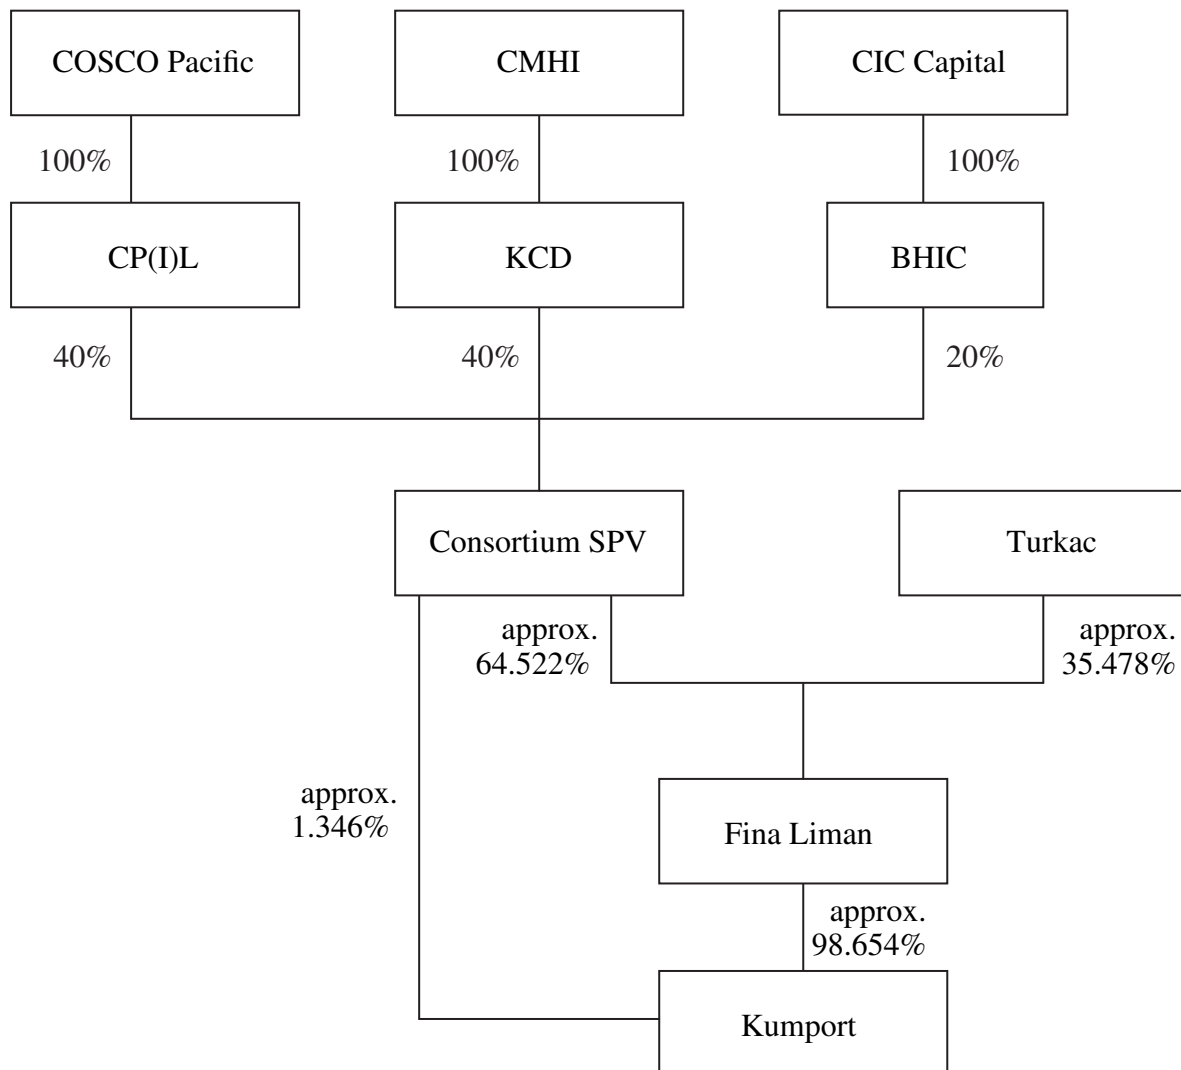 COSCO Pacific
CMHI
CIC Capital
100%
100%
100%
CP(I)L
KCD
BHIC
40%
40%
20%
Consortium SPV
Turkac
approx.
64.522%
approx.
35.478%
approx.
1.346%
Fina Liman
approx.
98.654%
Kumport